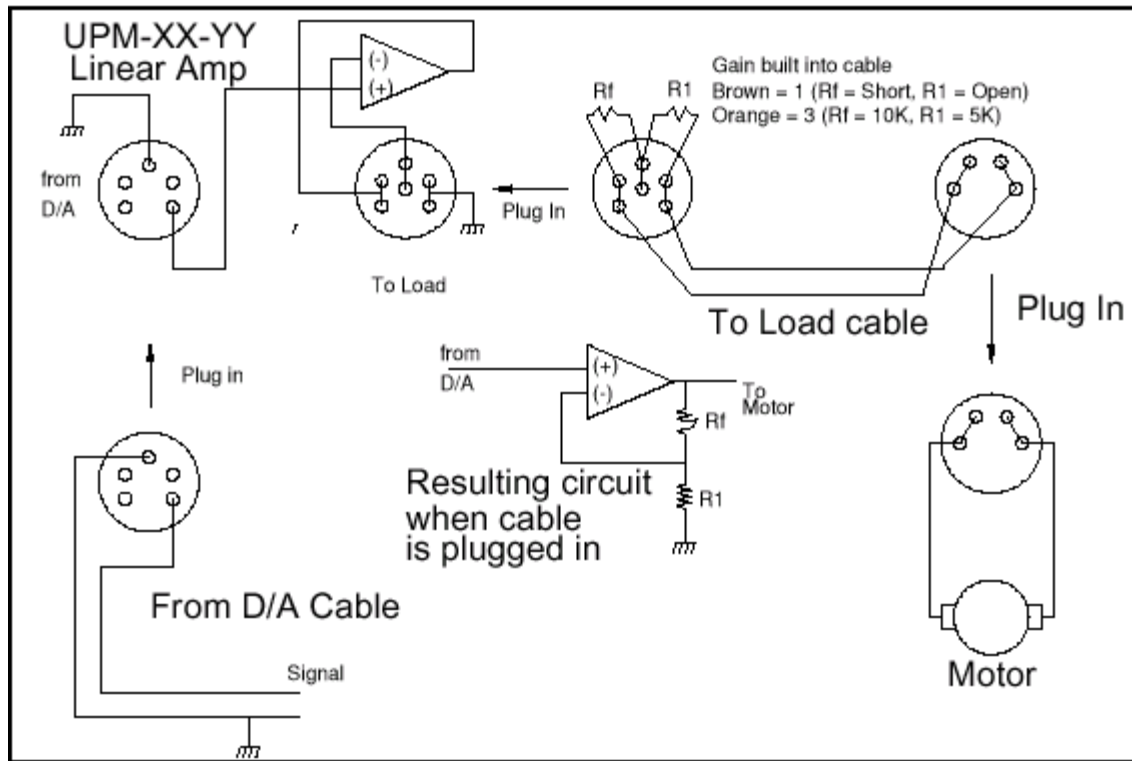 UPM-XX-YY
Linear Amp
(-)
(+)
from
D/A
To Load
Plug In
Rf
R1
Gain built into cable
Brown = 1 (Rf = Short, R1 = Open)
Orange = 3 (Rf = 10K, R1 = 5K)
To Load cable
Plug In
Plug in
from
D/A
(+)
(-)
To
Motor
Rf
R1
Resulting circuit
when cable
is plugged in
From D/A Cable
Signal
Motor